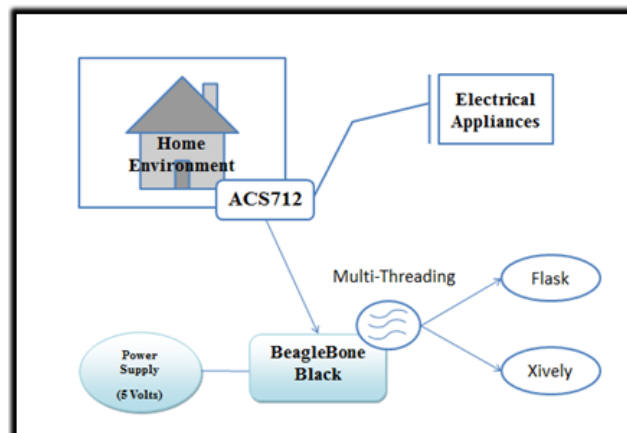 Home
Environment
Electrical
Appliances
ACS712
Multi-Threading
Flask
BeagleBone
Black
Power
Supply
(5 Volts)
Xively